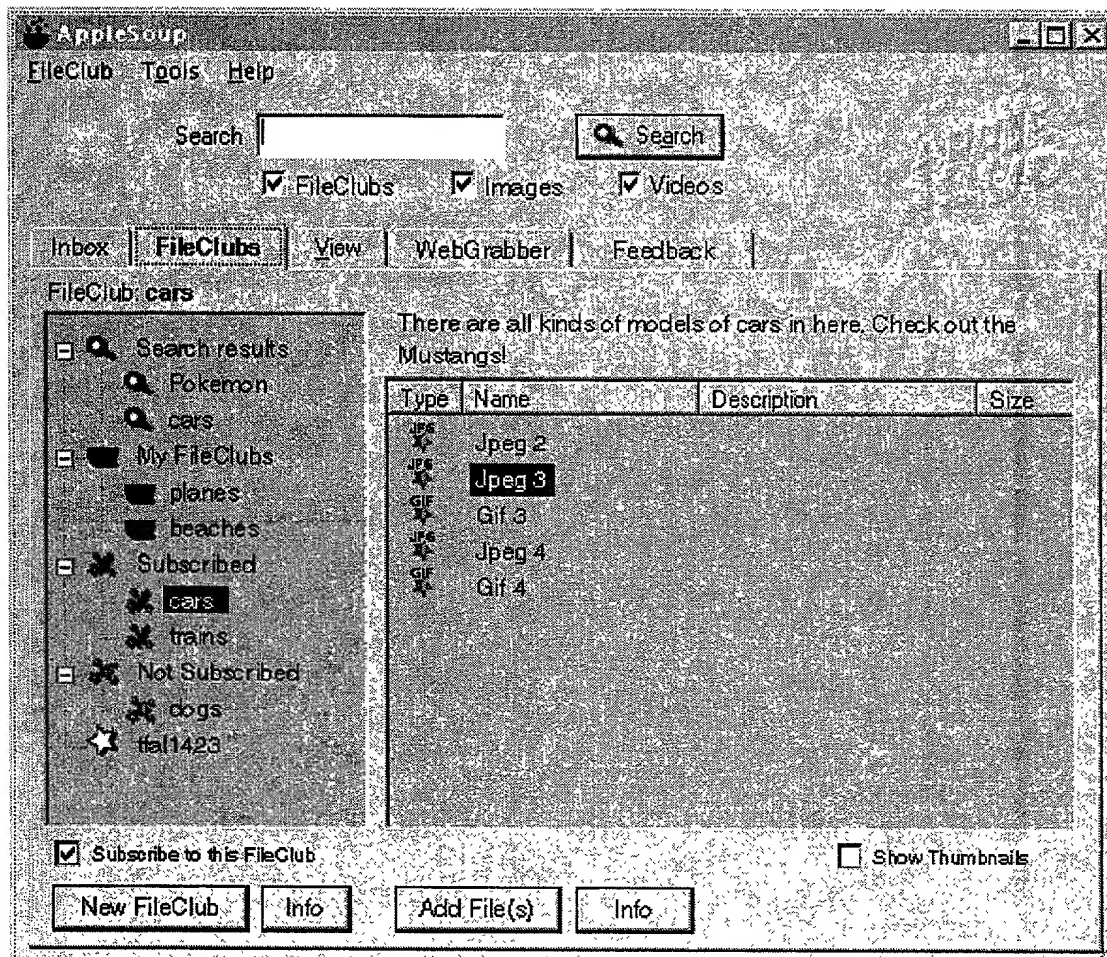 AppleSoup
FileClub Tools Help
Search Search
FileClubs Images Videos
Inbox FileClubs View WebGrabber Feedback
FileClub: cars
There are all kinds of models of cars in here. Check out the
Mustangs!
Search results
Pokemon
cars
My FileClubs
planes
beaches
Subscribed
cars
trains
Not Subscribed
dogs
tfal1423
Type Name Description Size
JPG Jpeg 2
JPG Jpeg 3
GIF Gif 3
JPG Jpeg 4
GIF Gif 4
Subscribe to this FileClub Show Thumbnails
New FileClub Info Add File(s) Info